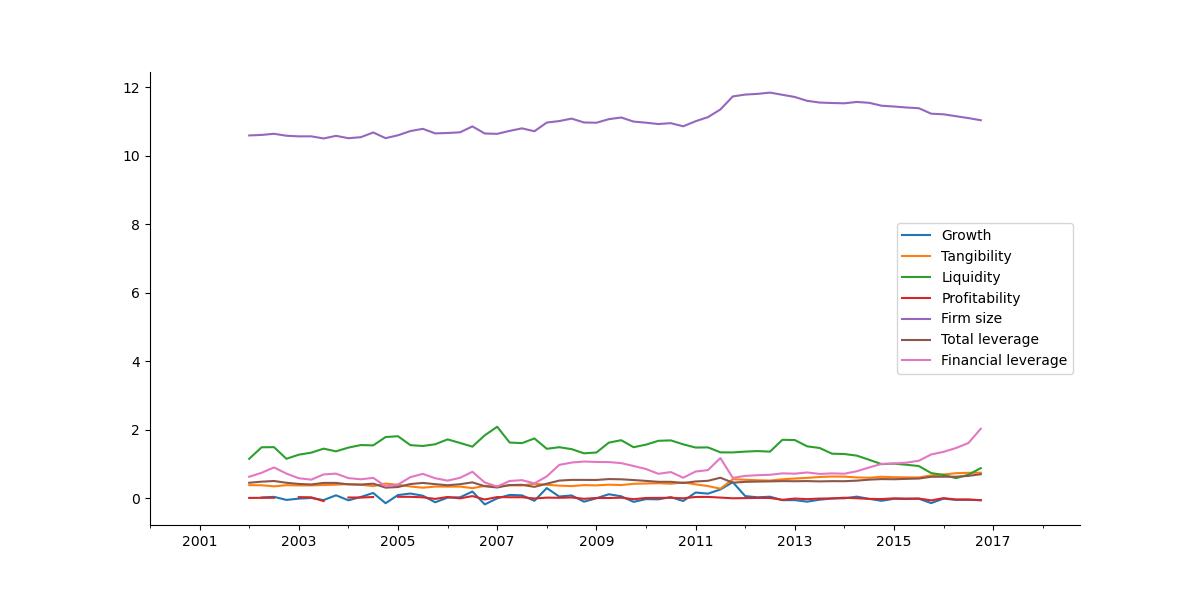 12
10
8
6
4
2
0
2001
2003
2005
2007
2009
2011
2013
2015
2017
Growth
Tangibility
Liquidity
Profitability
Firm size
Total leverage
Financial leverage